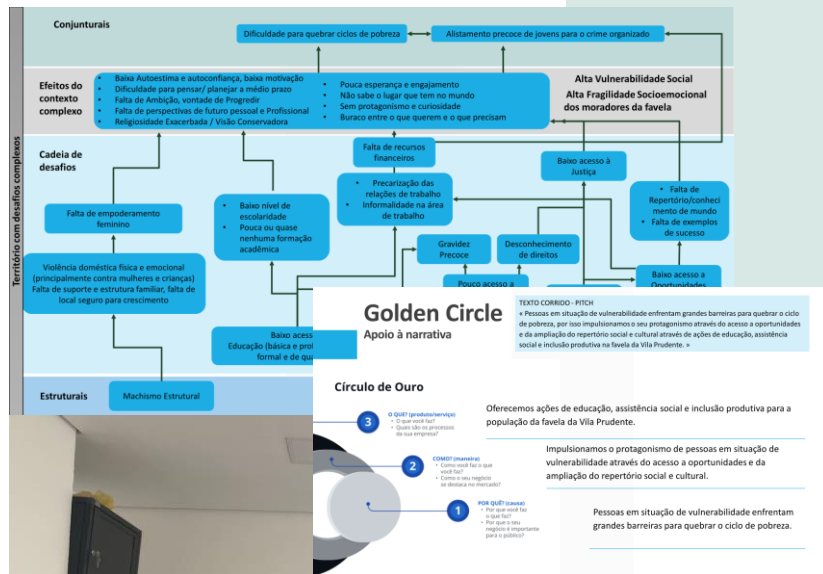 Conjunturais
Dificuldade para quebrar ciclos de pobreza
Alistamento precoce de jovens para o crime organizado
Território com desafios complexos
Efeitos do
contexto
complexo
• Baixa Autoestima e autoconfiança, baixa motivação
• Dificuldade para pensar/ planejar a médio prazo
• Falta de Ambição, vontade de Progredir
• Falta de perspectivas de futuro pessoal e Profissional
• Religiosidade Exacerbada / Visão Conservadora
• Pouca esperança e engajamento
• Não sabe o lugar que tem no mundo
• Sem protagonismo e curiosidade
• Buraco entre o que querem e o que precisam
Alta Vulnerabilidade Social
Alta Fragilidade Socioemocional
dos moradores da favela
Cadeia de
desafios
Falta de recursos
financeiros
Baixo acesso à
Justiça
• Precarização das
relações de trabalho
• Informalidade na área
de trabalho
• Falta de
Repertório/conheci
mento de mundo
• Falta de exemplos
de sucesso
Falta de empoderamento
feminino
• Baixo nível de
escolaridade
• Pouca ou quase
nenhuma formação
acadêmica
Gravidez
Precoce
Desconhecimento
de direitos
Violência doméstica física e emocional
(principalmente contra mulheres e crianças)
Falta de suporte e estrutura familiar, falta de
local seguro para crescimento
Pouco acesso a
Baixo acesso a
Oportunidades
Baixo acess
Educação (básica e prof
formal e de qua
Estruturais
Machismo Estrutural
Golden Circle
Apoio à narrativa
TEXTO CORRIDO - PITCH
« Pessoas em situação de vulnerabilidade enfrentam grandes barreiras para quebrar o ciclo
de pobreza, por isso impulsionamos o seu protagonismo através do acesso a oportunidades
e da ampliação do repertório social e cultural através de ações de educação, assistência
social e inclusão produtiva na favela da Vila Prudente. »
Círculo de Ouro
3
O QUE? (produto/serviço)
• O que você faz?
• Quais são os processos
da sua empresa?
Oferecemos ações de educação, assistência social e inclusão produtiva para a
população da favela da Vila Prudente.
2
COMO? (maneira)
• Como você faz o que
você faz?
• Como o seu negócio
se destaca no mercado?
Impulsionamos o protagonismo de pessoas em situação de
vulnerabilidade através do acesso a oportunidades e da
ampliação do repertório social e cultural.
1
POR QUÊ? (causa)
• Por que você faz
o que faz?
• Por que o seu
negócio é importante
para o público?
Pessoas em situação de vulnerabilidade enfrentam
grandes barreiras para quebrar o ciclo de pobreza.